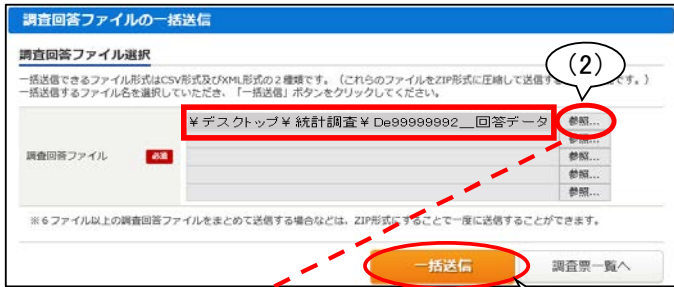 調査回答ファイルの一括送信
調査回答ファイル選択
(2)
一括送信できるファイル形式はCSV形式及びXML形式の2種類です。(これらのファイルをZIP形式に圧縮して送信す
です。)
一括送信するファイル名を選択していただき、「一括送信」ボタンをクリックしてください。
¥デスクトップ¥統計調査¥De99999992__回答データ
参照...
参照...
調査回答ファイル 必須
参照...
参照...
参照...
※6ファイル以上の調査回答ファイルをまとめて送信する場合などは、ZIP形式にすることで一度に送信することができます。
一括送信
調査票一覧へ